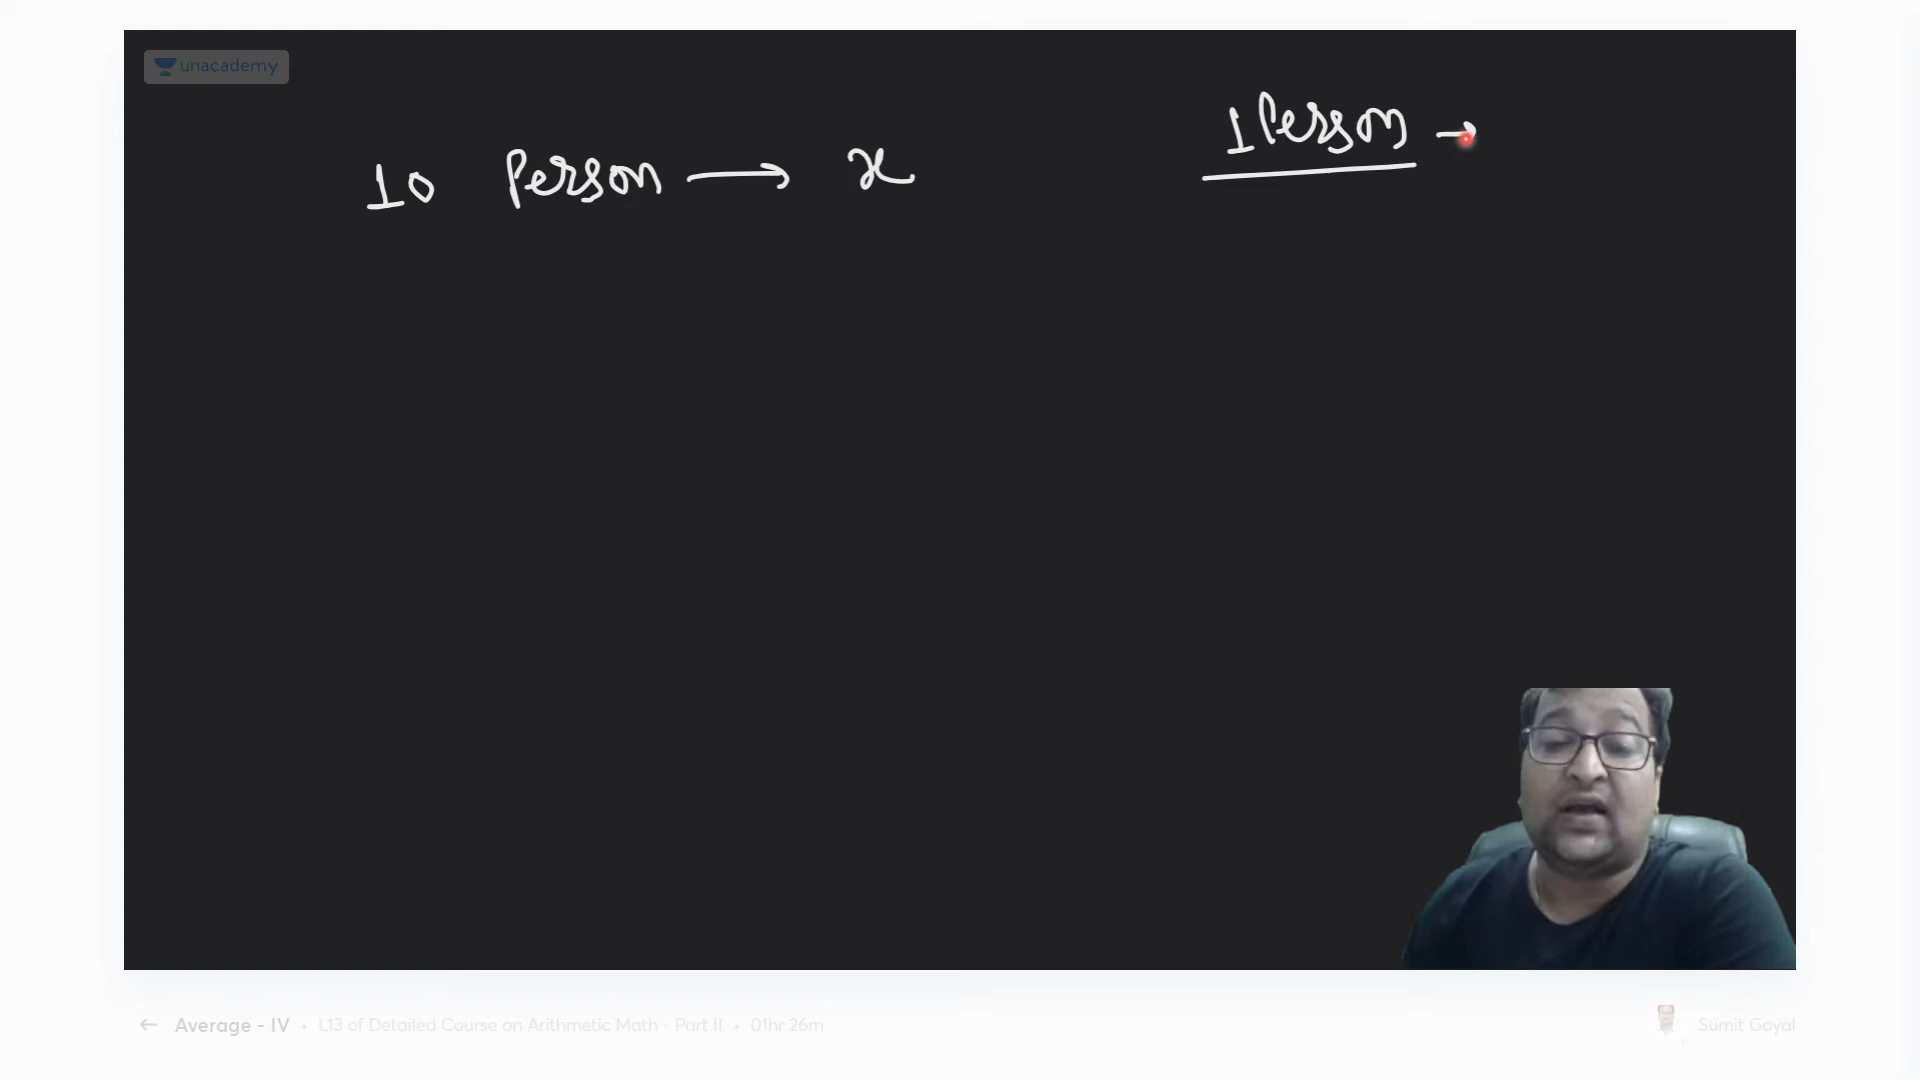 unacademy
1 Person →
10 Person → x
Average - IV • L13 of Detailed Course on Arithmetic Math - Part II • 01hr 26m
Sumit Goyal